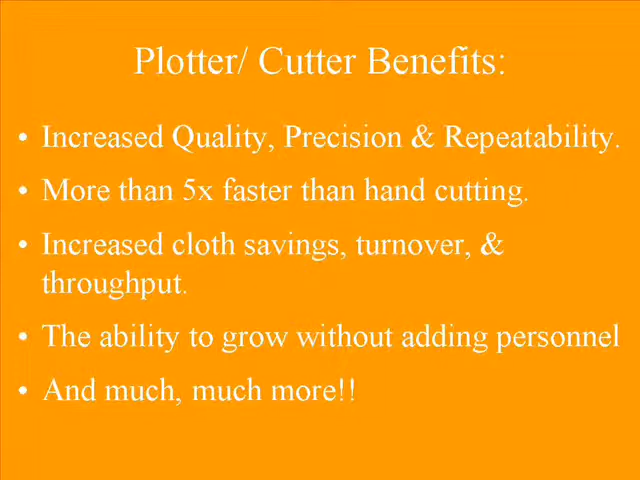 Plotter/ Cutter Benefits:
• Increased Quality, Precision & Repeatability.
• More than 5x faster than hand cutting.
• Increased cloth savings, turnover, &
throughput.
• The ability to grow without adding personnel
• And much, much more!!